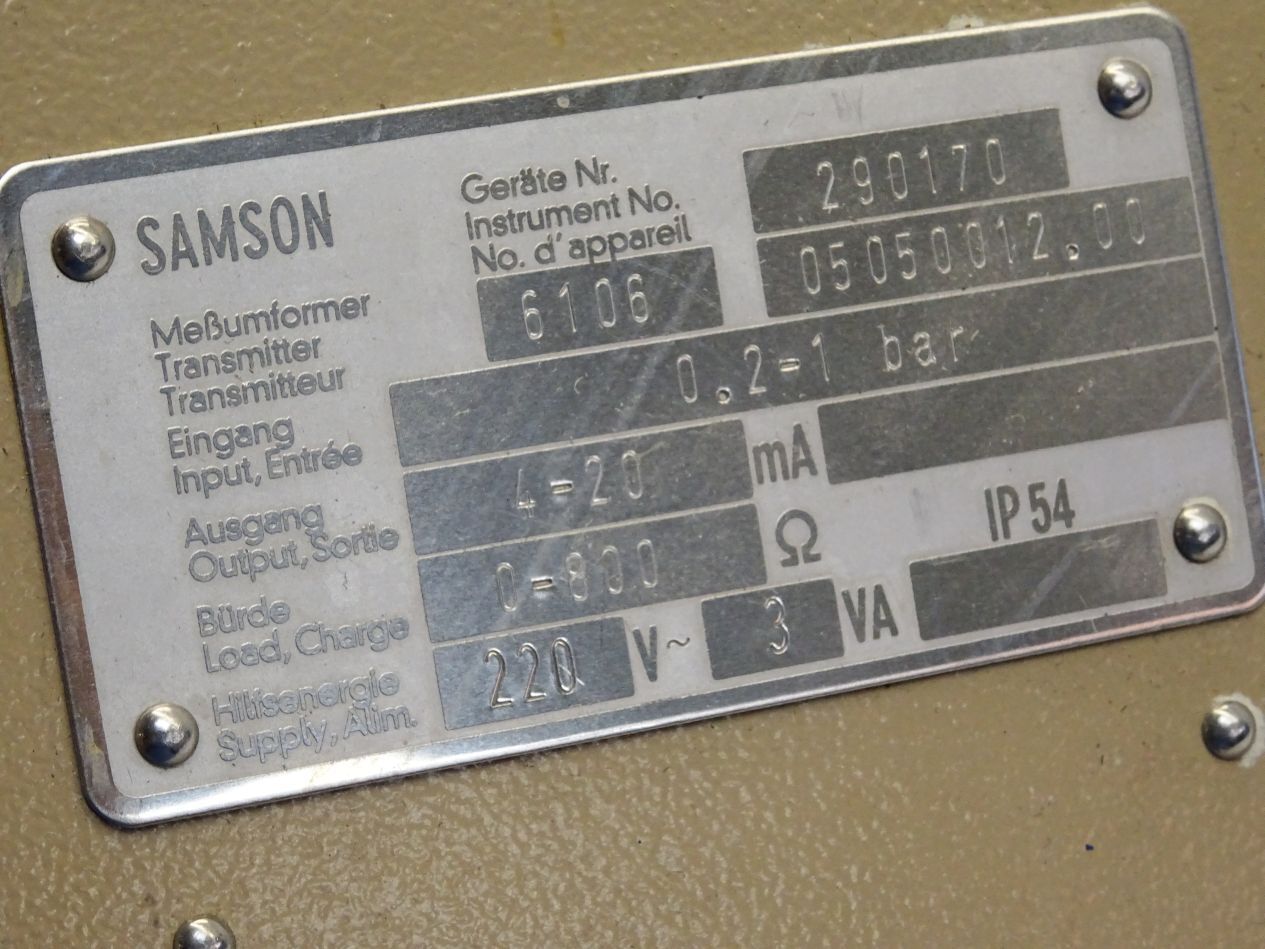 SAMSON
Geräte Nr. 290170
Instrument No.
No. d'appareil
Meßumformer
Transmitter 6106 05050012.00
Transmitteur
Eingang
Input, Entrée 0.2-1 bar
Ausgang
Output, Sortie 4-20 mA
Bürde
Load, Charge 0-800 Ω IP 54
Hilfsenergie
Supply, Alim. 220 V~ 3 VA